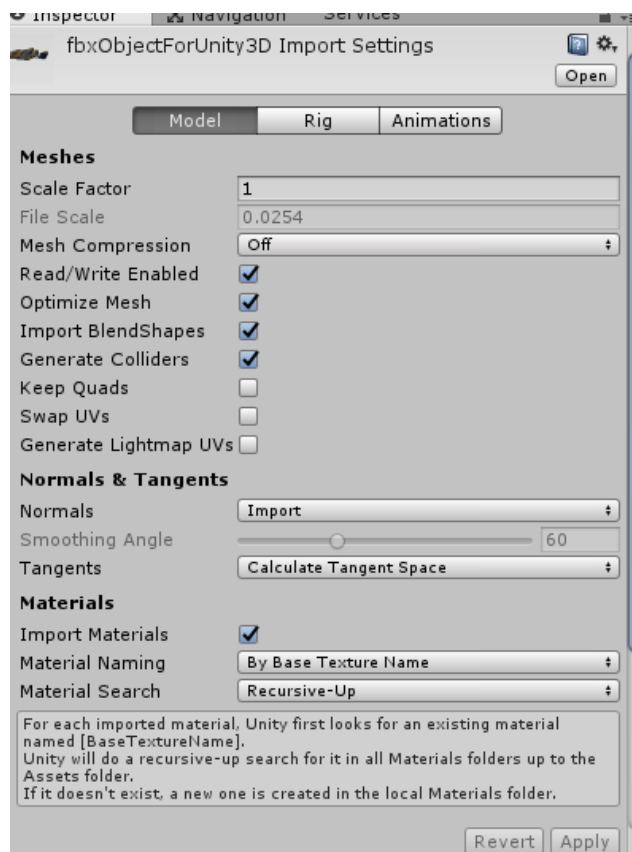 Inspector Navigation Services
fbxObjectForUnity3D Import Settings
Open
Model Rig Animations
Meshes
Scale Factor 1
File Scale 0.0254
Mesh Compression Off
Read/Write Enabled
Optimize Mesh
Import BlendShapes
Generate Colliders
Keep Quads
Swap UVs
Generate Lightmap UVs
Normals & Tangents
Normals Import
Smoothing Angle 60
Tangents Calculate Tangent Space
Materials
Import Materials
Material Naming By Base Texture Name
Material Search Recursive-Up
For each imported material, Unity first looks for an existing material
named [BaseTextureName].
Unity will do a recursive-up search for it in all Materials folders up to the
Assets folder.
If it doesn't exist, a new one is created in the local Materials folder.
Revert Apply